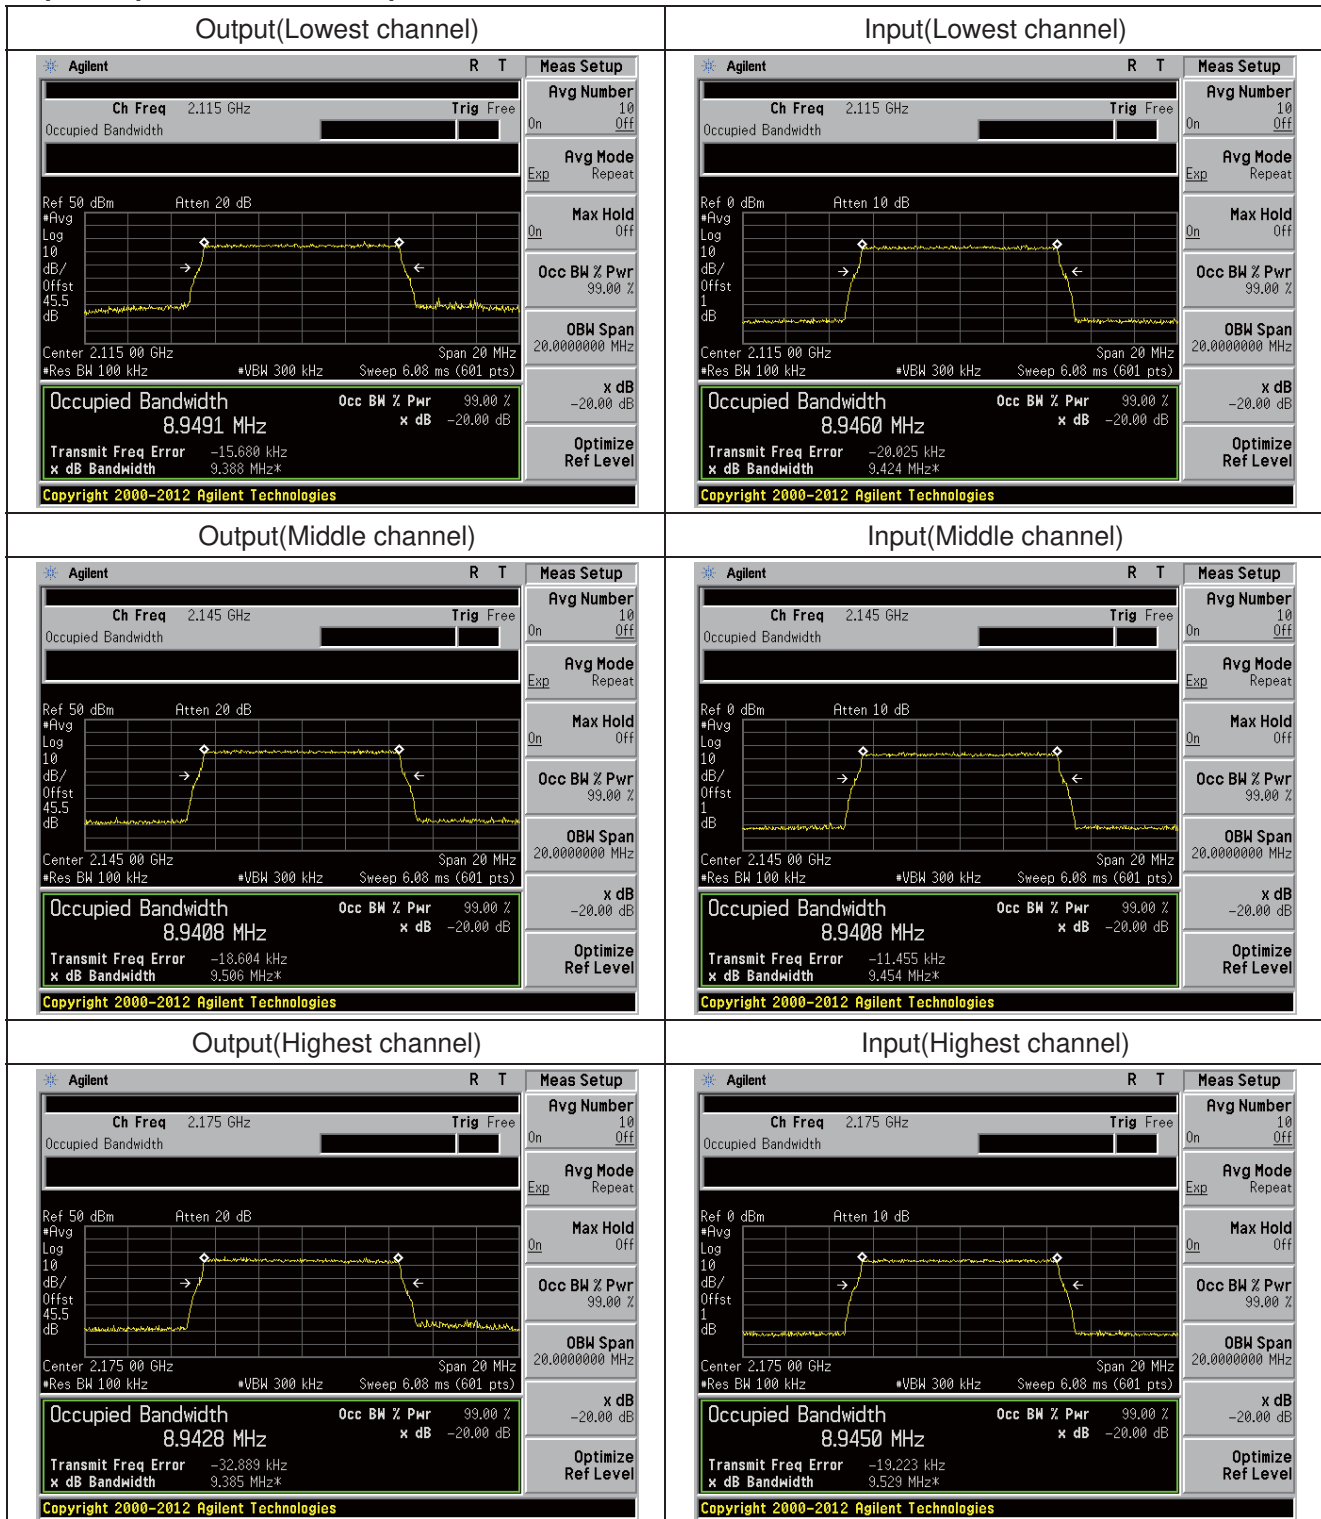 Output(Lowest channel)
Input(Lowest channel)
Agilent R T Meas Setup
Ch Freq 2.115 GHz Trig Free
Occupied Bandwidth
Avg Number
10
On Off
Avg Mode
Exp Repeat
Ref 50 dBm Atten 20 dB
#Avg
Log
10
dB/
Offst
45.5
dB
Max Hold
On Off
Occ BW % Pwr
99.00 %
OBW Span
20.0000000 MHz
Center 2.115 00 GHz Span 20 MHz
#Res BW 100 kHz #VBW 300 kHz Sweep 6.08 ms (601 pts)
Occupied Bandwidth Occ BW % Pwr 99.00 %
8.9491 MHz x dB -20.00 dB
Transmit Freq Error -15.680 kHz
x dB Bandwidth 9.388 MHz*
x dB
-20.00 dB
Optimize
Ref Level
Copyright 2000-2012 Agilent Technologies
Agilent R T Meas Setup
Ch Freq 2.115 GHz Trig Free
Occupied Bandwidth
Avg Number
10
On Off
Avg Mode
Exp Repeat
Ref 0 dBm Atten 10 dB
#Avg
Log
10
dB/
Offst
1
dB
Max Hold
On Off
Occ BW % Pwr
99.00 %
OBW Span
20.0000000 MHz
Center 2.115 00 GHz Span 20 MHz
#Res BW 100 kHz #VBW 300 kHz Sweep 6.08 ms (601 pts)
Occupied Bandwidth Occ BW % Pwr 99.00 %
8.9460 MHz x dB -20.00 dB
Transmit Freq Error -20.025 kHz
x dB Bandwidth 9.424 MHz*
x dB
-20.00 dB
Optimize
Ref Level
Copyright 2000-2012 Agilent Technologies
Output(Middle channel)
Input(Middle channel)
Agilent R T Meas Setup
Ch Freq 2.145 GHz Trig Free
Occupied Bandwidth
Avg Number
10
On Off
Avg Mode
Exp Repeat
Ref 50 dBm Atten 20 dB
#Avg
Log
10
dB/
Offst
45.5
dB
Max Hold
On Off
Occ BW % Pwr
99.00 %
OBW Span
20.0000000 MHz
Center 2.145 00 GHz Span 20 MHz
#Res BW 100 kHz #VBW 300 kHz Sweep 6.08 ms (601 pts)
Occupied Bandwidth Occ BW % Pwr 99.00 %
8.9408 MHz x dB -20.00 dB
Transmit Freq Error -18.604 kHz
x dB Bandwidth 9.506 MHz*
x dB
-20.00 dB
Optimize
Ref Level
Copyright 2000-2012 Agilent Technologies
Agilent R T Meas Setup
Ch Freq 2.145 GHz Trig Free
Occupied Bandwidth
Avg Number
10
On Off
Avg Mode
Exp Repeat
Ref 0 dBm Atten 10 dB
#Avg
Log
10
dB/
Offst
1
dB
Max Hold
On Off
Occ BW % Pwr
99.00 %
OBW Span
20.0000000 MHz
Center 2.145 00 GHz Span 20 MHz
#Res BW 100 kHz #VBW 300 kHz Sweep 6.08 ms (601 pts)
Occupied Bandwidth Occ BW % Pwr 99.00 %
8.9408 MHz x dB -20.00 dB
Transmit Freq Error -11.455 kHz
x dB Bandwidth 9.454 MHz*
x dB
-20.00 dB
Optimize
Ref Level
Copyright 2000-2012 Agilent Technologies
Output(Highest channel)
Input(Highest channel)
Agilent R T Meas Setup
Ch Freq 2.175 GHz Trig Free
Occupied Bandwidth
Avg Number
10
On Off
Avg Mode
Exp Repeat
Ref 50 dBm Atten 20 dB
#Avg
Log
10
dB/
Offst
45.5
dB
Max Hold
On Off
Occ BW % Pwr
99.00 %
OBW Span
20.0000000 MHz
Center 2.175 00 GHz Span 20 MHz
#Res BW 100 kHz #VBW 300 kHz Sweep 6.08 ms (601 pts)
Occupied Bandwidth Occ BW % Pwr 99.00 %
8.9428 MHz x dB -20.00 dB
Transmit Freq Error -32.889 kHz
x dB Bandwidth 9.385 MHz*
x dB
-20.00 dB
Optimize
Ref Level
Copyright 2000-2012 Agilent Technologies
Agilent R T Meas Setup
Ch Freq 2.175 GHz Trig Free
Occupied Bandwidth
Avg Number
10
On Off
Avg Mode
Exp Repeat
Ref 0 dBm Atten 10 dB
#Avg
Log
10
dB/
Offst
1
dB
Max Hold
On Off
Occ BW % Pwr
99.00 %
OBW Span
20.0000000 MHz
Center 2.175 00 GHz Span 20 MHz
#Res BW 100 kHz #VBW 300 kHz Sweep 6.08 ms (601 pts)
Occupied Bandwidth Occ BW % Pwr 99.00 %
8.9450 MHz x dB -20.00 dB
Transmit Freq Error -19.223 kHz
x dB Bandwidth 9.529 MHz*
x dB
-20.00 dB
Optimize
Ref Level
Copyright 2000-2012 Agilent Technologies